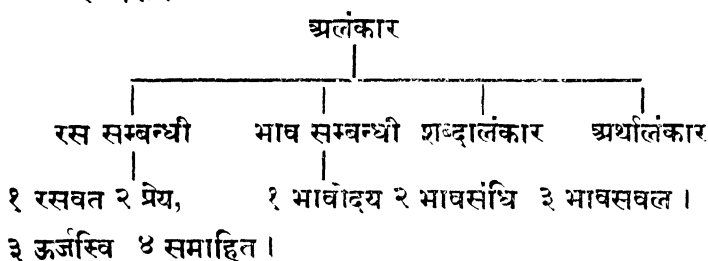 अलंकार
रस सम्बन्धी भाव सम्बन्धी शब्दालंकार अर्थालंकार
१ रसवत २ प्रेय, १ भावोदय २ भावसंधि ३ भावसवल ।
३ ऊर्जस्वि ४ समाहित ।